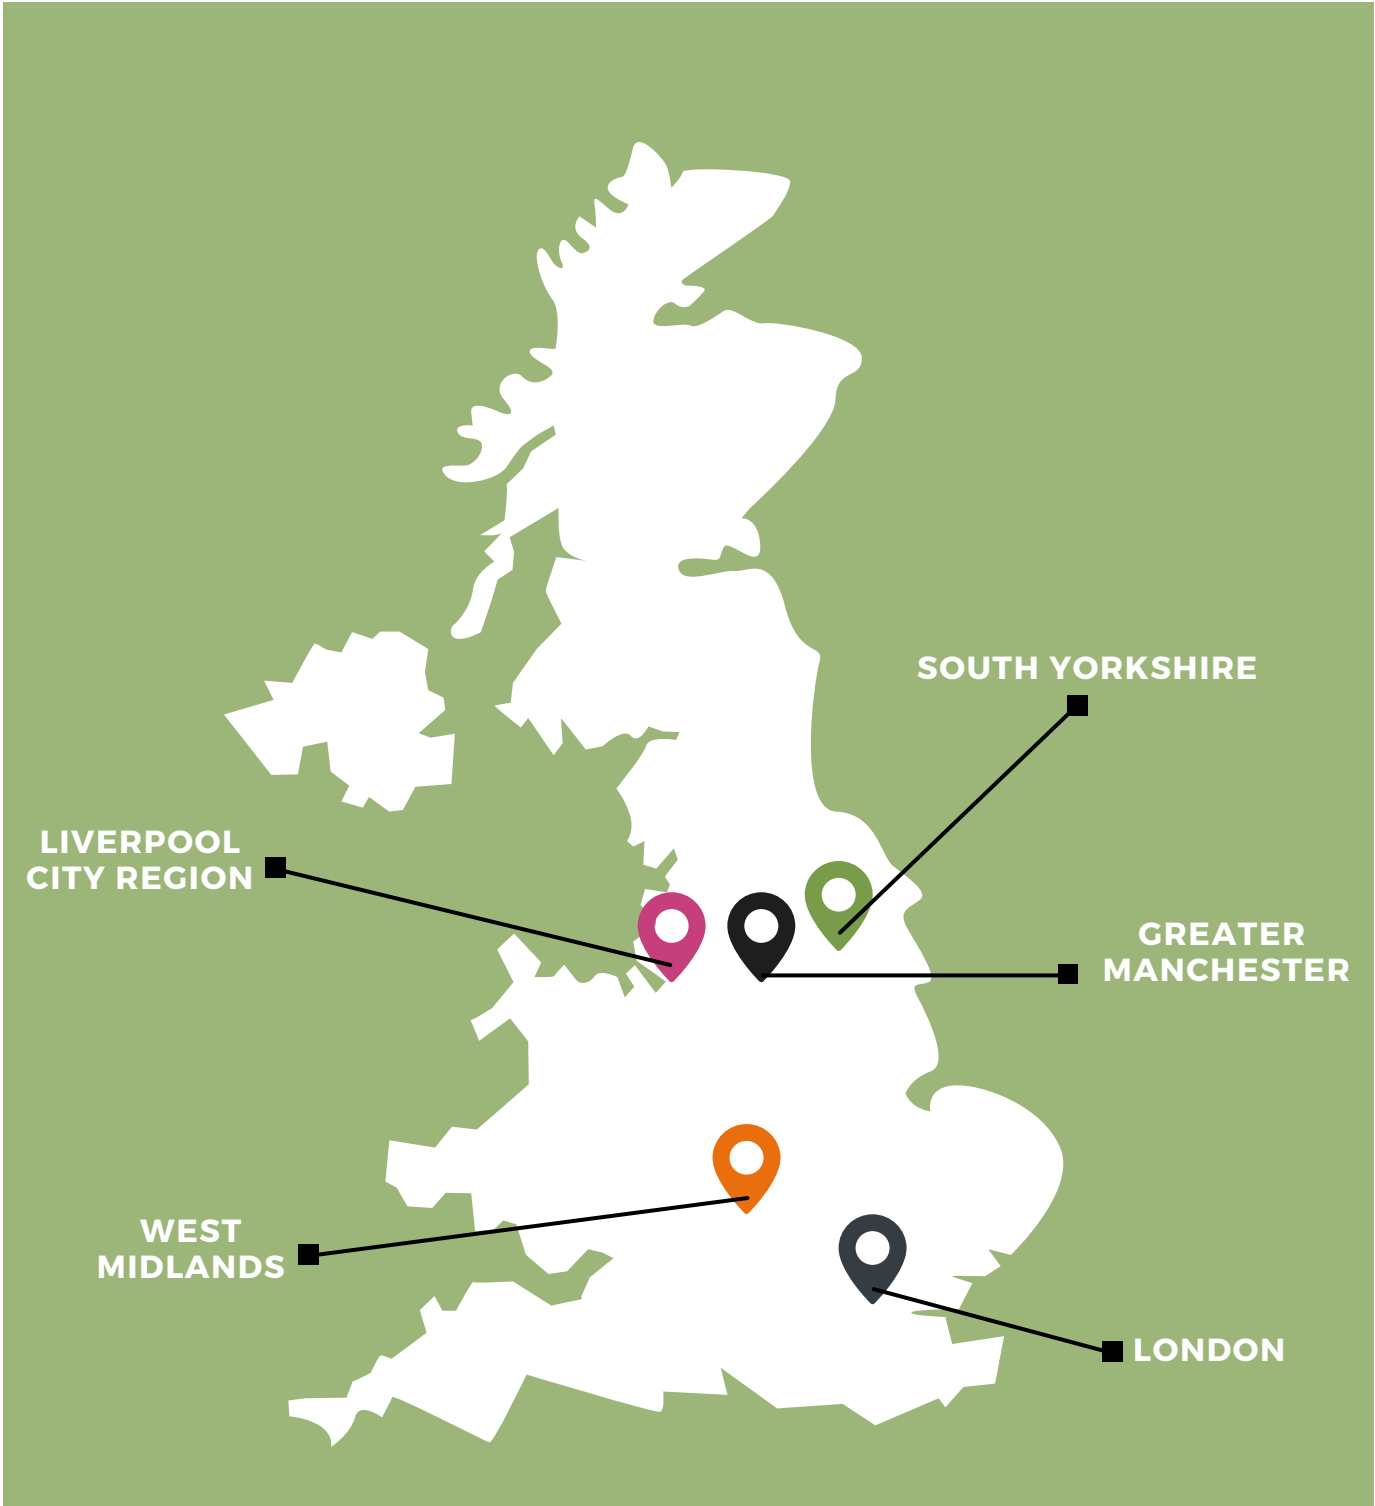 SOUTH YORKSHIRE
LIVERPOOL
CITY REGION
GREATER
MANCHESTER
WEST
MIDLANDS
LONDON